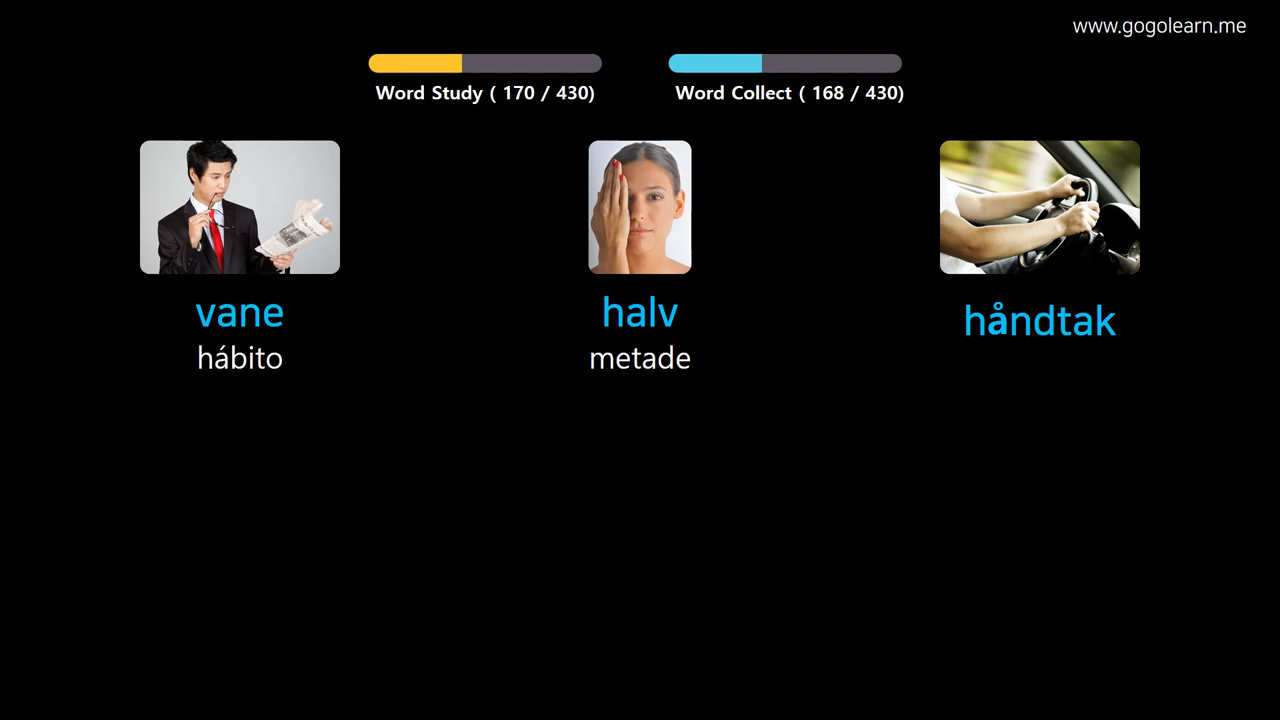 www.gogolearn.me
Word Study ( 170 / 430)
Word Collect ( 168 / 430)
vane
hábito
halv
metade
håndtak